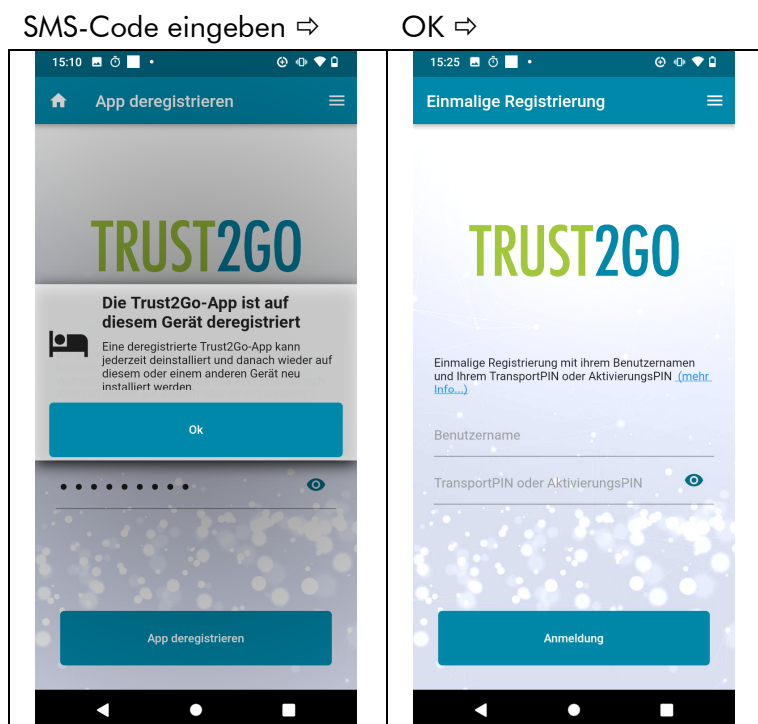 SMS-Code eingeben ⇨
OK ⇨
15:10
App deregistrieren
TRUST2GO
Die Trust2Go-App ist auf
diesem Gerät deregistriert
Eine deregistrierte Trust2Go-App kann
jederzeit deinstalliert und danach wieder auf
diesem oder einem anderen Gerät neu
installiert werden.
Ok
App deregistrieren
15:25
Einmalige Registrierung
TRUST2GO
Einmalige Registrierung mit ihrem Benutzernamen
und Ihrem TransportPIN oder AktivierungsPIN (mehr
Info...)
Benutzername
TransportPIN oder AktivierungsPIN
Anmeldung